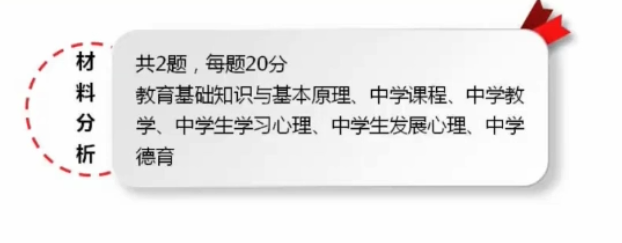 材料分析
共2题，每题20分
教育基础知识与基本原理、中学课程、中学教
学、中学生学习心理、中学生发展心理、中学
德育